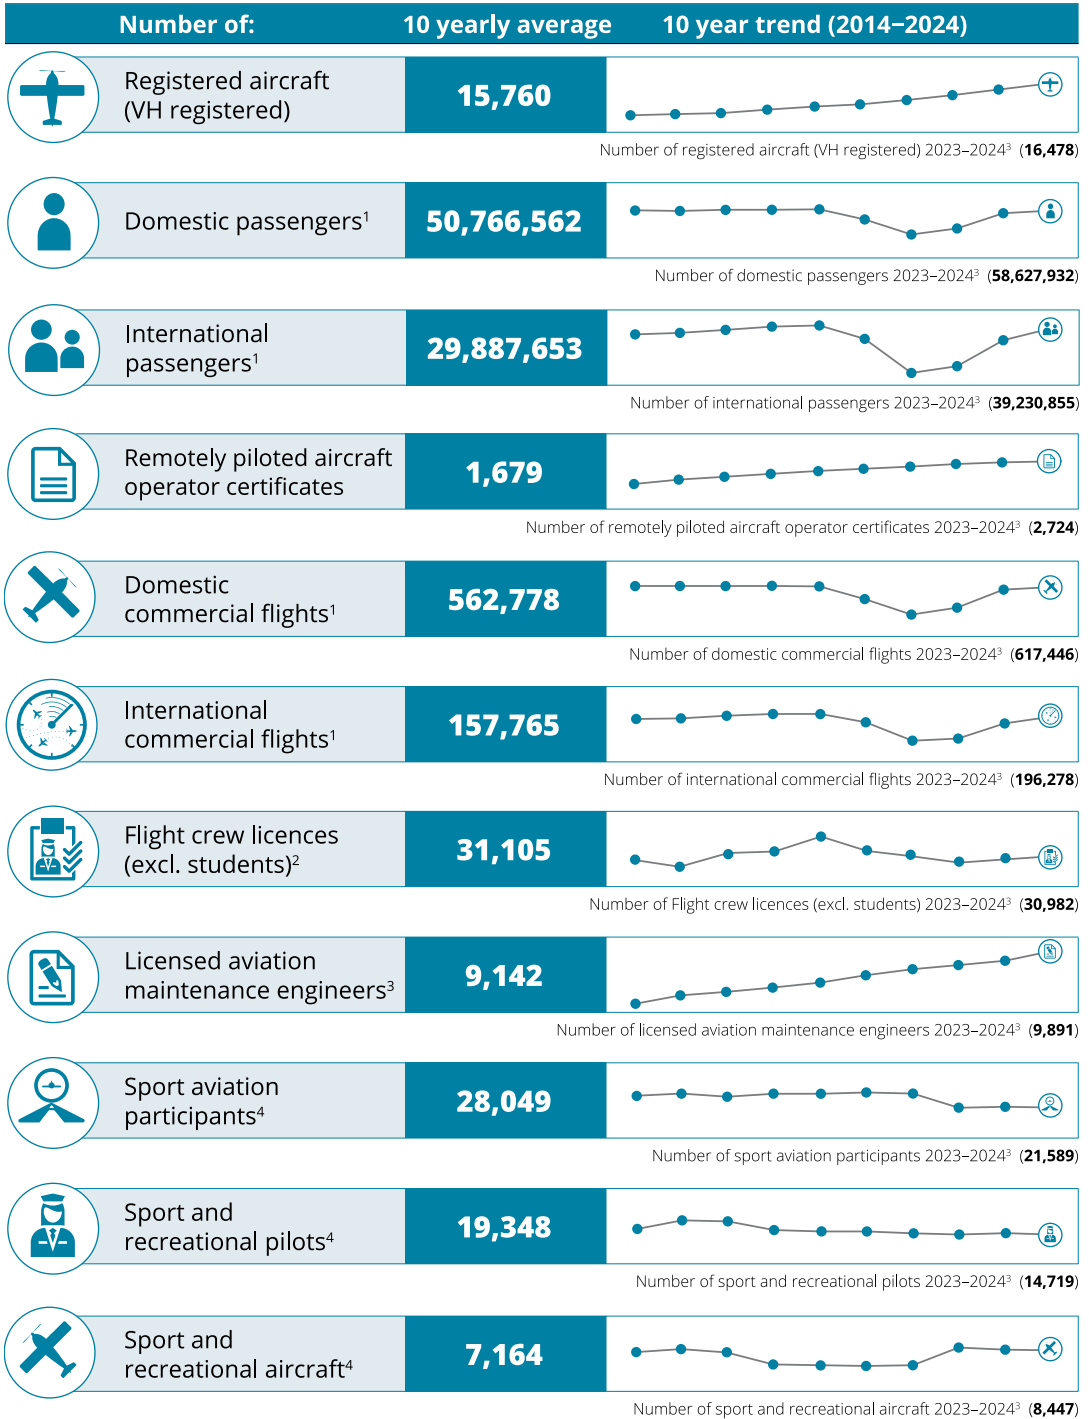 Number of: 10 yearly average 10 year trend (2014–2024)
Registered aircraft
(VH registered)
15,760
Number of registered aircraft (VH registered) 2023–2024³ (16,478)
Domestic passengers¹
50,766,562
Number of domestic passengers 2023–2024³ (58,627,932)
International
passengers¹
29,887,653
Number of international passengers 2023–2024³ (39,230,855)
Remotely piloted aircraft
operator certificates
1,679
Number of remotely piloted aircraft operator certificates 2023–2024³ (2,724)
Domestic
commercial flights¹
562,778
Number of domestic commercial flights 2023–2024³ (617,446)
International
commercial flights¹
157,765
Number of international commercial flights 2023–2024³ (196,278)
Flight crew licences
(excl. students)²
31,105
Number of Flight crew licences (excl. students) 2023–2024³ (30,982)
Licensed aviation
maintenance engineers³
9,142
Number of licensed aviation maintenance engineers 2023–2024³ (9,891)
Sport aviation
participants⁴
28,049
Number of sport aviation participants 2023–2024³ (21,589)
Sport and
recreational pilots⁴
19,348
Number of sport and recreational pilots 2023–2024³ (14,719)
Sport and
recreational aircraft⁴
7,164
Number of sport and recreational aircraft 2023–2024³ (8,447)